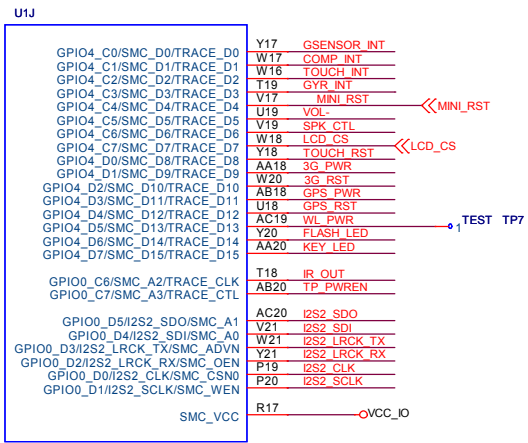 U1J
GPIO4_C0/SMC_D0/TRACE_D0 Y17 GSENSOR_INT
GPIO4_C1/SMC_D1/TRACE_D1 W17 COMP_INT
GPIO4_C2/SMC_D2/TRACE_D2 W16 TOUCH_INT
GPIO4_C3/SMC_D3/TRACE_D3 T19 GYR_INT
GPIO4_C4/SMC_D4/TRACE_D4 V17 MINI_RST MINI_RST
GPIO4_C5/SMC_D5/TRACE_D5 U19 VOL-
GPIO4_C6/SMC_D6/TRACE_D6 V19 SPK_CTL
GPIO4_C7/SMC_D7/TRACE_D7 W18 LCD_CS LCD_CS
GPIO4_D0/SMC_D8/TRACE_D8 Y18 TOUCH_RST
GPIO4_D1/SMC_D9/TRACE_D9 AA18 3G_PWR
GPIO4_D2/SMC_D10/TRACE_D10 W20 3G_RST
GPIO4_D3/SMC_D11/TRACE_D11 AB18 GPS_PWR
GPIO4_D4/SMC_D12/TRACE_D12 U18 GPS_RST
GPIO4_D5/SMC_D13/TRACE_D13 AC19 WL_PWR 1 TEST TP7
GPIO4_D6/SMC_D14/TRACE_D14 Y20 FLASH_LED
GPIO4_D7/SMC_D15/TRACE_D15 AA20 KEY_LED
GPIO0_C6/SMC_A2/TRACE_CLK T18 IR_OUT
GPIO0_C7/SMC_A3/TRACE_CTL AB20 TP_PWREN
GPIO0_D5/I2S2_SDO/SMC_A1 AC20 I2S2_SDO
GPIO0_D4/I2S2_SDI/SMC_A0 V21 I2S2_SDI
GPIO0_D3/I2S2_LRCK_TX/SMC_ADVN W21 I2S2_LRCK_TX
GPIO0_D2/I2S2_LRCK_RX/SMC_OEN Y21 I2S2_LRCK_RX
GPIO0_D0/I2S2_CLK/SMC_CSN0 P19 I2S2_CLK
GPIO0_D1/I2S2_SCLK/SMC_WEN P20 I2S2_SCLK
SMC_VCC R17 VCC_IO